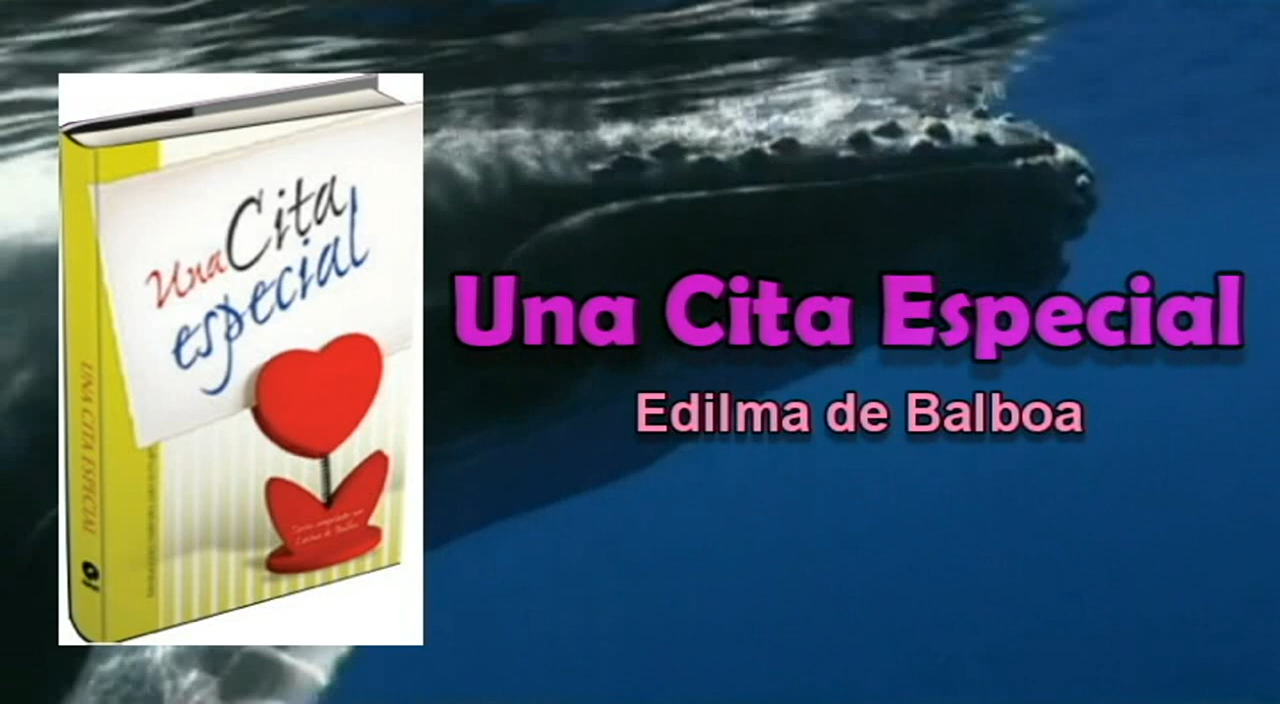 Una Cita
especial
UNA CITA ESPECIAL
Una Cita Especial
Edilma de Balboa